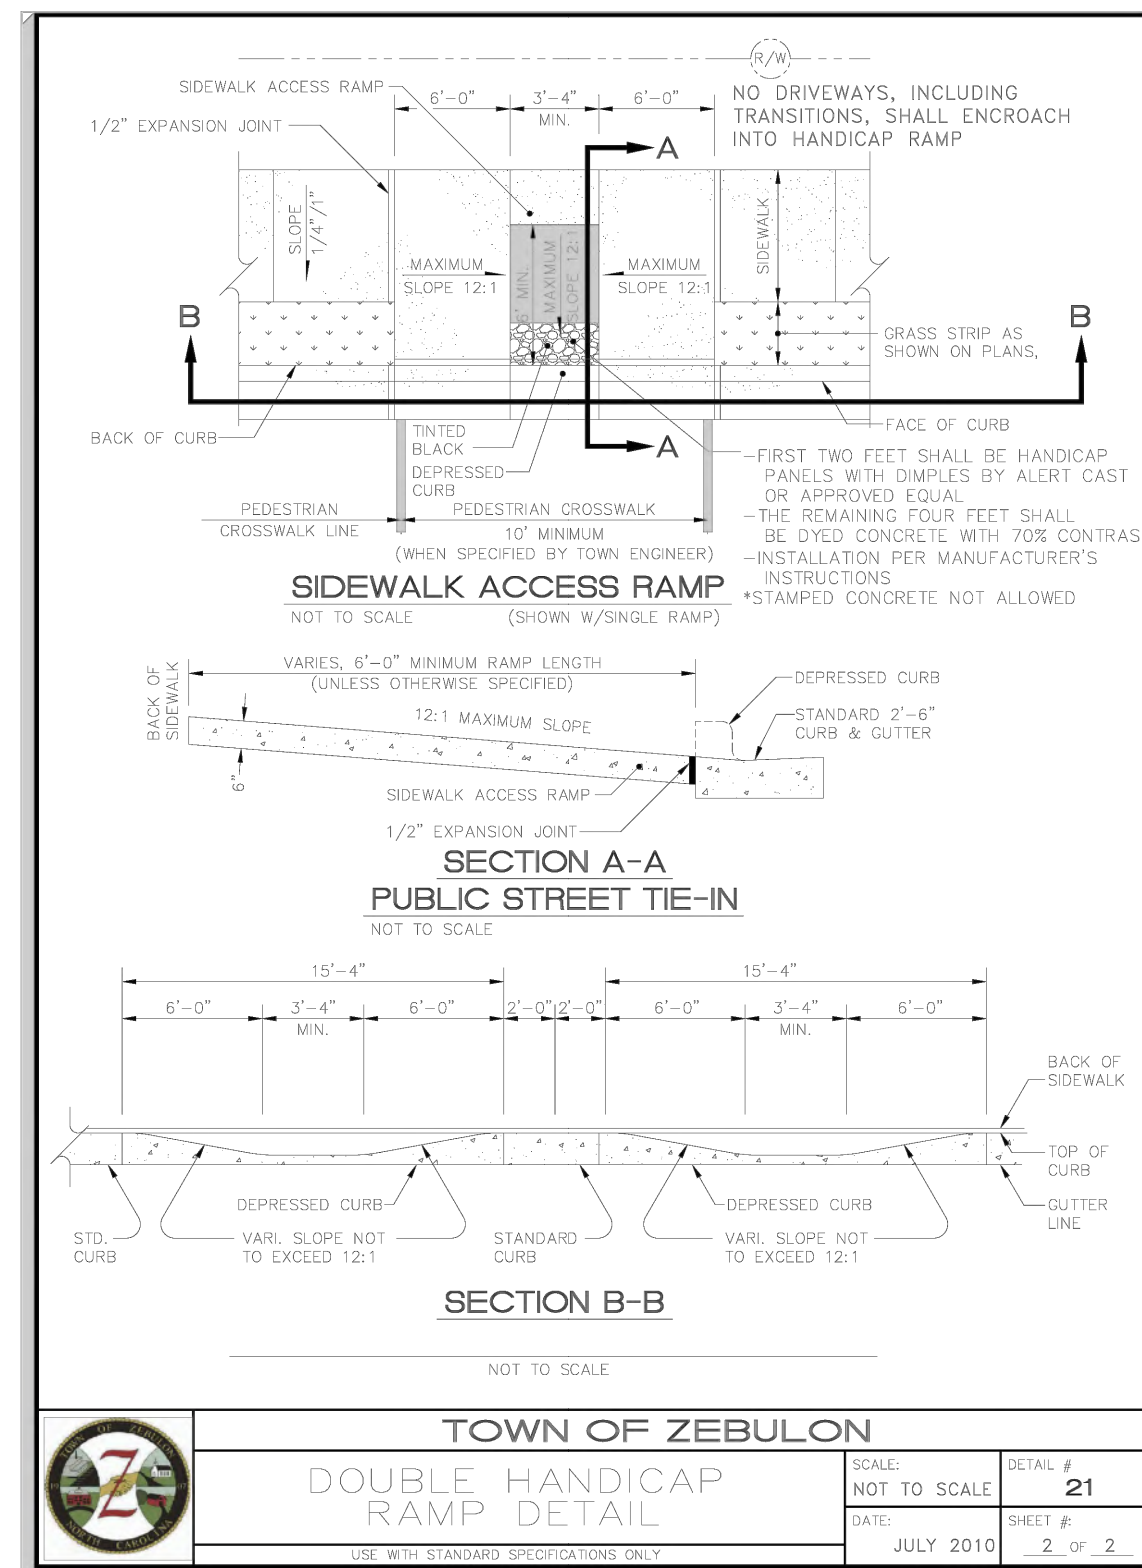 R/W
SIDEWALK ACCESS RAMP
6'-0"
3'-4"
MIN.
6'-0"
NO DRIVEWAYS, INCLUDING
TRANSITIONS, SHALL ENCROACH
INTO HANDICAP RAMP
1/2" EXPANSION JOINT
A
SLOPE
1/4"/1"
SIDEWALK
MAXIMUM
SLOPE 12:1
6' MIN.
MAXIMUM
SLOPE 12:1
MAXIMUM
SLOPE 12:1
B
B
GRASS STRIP AS
SHOWN ON PLANS,
BACK OF CURB
TINTED
BLACK
DEPRESSED
CURB
A
FACE OF CURB
-FIRST TWO FEET SHALL BE HANDICAP
PANELS WITH DIMPLES BY ALERT CAST
OR APPROVED EQUAL
-THE REMAINING FOUR FEET SHALL
BE DYED CONCRETE WITH 70% CONTRAS
-INSTALLATION PER MANUFACTURER'S
INSTRUCTIONS
*STAMPED CONCRETE NOT ALLOWED
PEDESTRIAN
CROSSWALK LINE
PEDESTRIAN CROSSWALK
10' MINIMUM
(WHEN SPECIFIED BY TOWN ENGINEER)
SIDEWALK ACCESS RAMP
NOT TO SCALE
(SHOWN W/SINGLE RAMP)
BACK OF
SIDEWALK
VARIES, 6'-0" MINIMUM RAMP LENGTH
(UNLESS OTHERWISE SPECIFIED)
12:1 MAXIMUM SLOPE
DEPRESSED CURB
STANDARD 2'-6"
CURB & GUTTER
6"
SIDEWALK ACCESS RAMP
1/2" EXPANSION JOINT
SECTION A-A
PUBLIC STREET TIE-IN
NOT TO SCALE
15'-4"
15'-4"
6'-0"
3'-4"
MIN.
6'-0"
2'-0"
2'-0"
6'-0"
3'-4"
MIN.
6'-0"
BACK OF
SIDEWALK
TOP OF
CURB
GUTTER
LINE
DEPRESSED CURB
DEPRESSED CURB
STD.
CURB
VARI. SLOPE NOT
TO EXCEED 12:1
STANDARD
CURB
VARI. SLOPE NOT
TO EXCEED 12:1
SECTION B-B
NOT TO SCALE
TOWN OF ZEBULON
NORTH CAROLINA
1907
Z
TOWN OF ZEBULON
DOUBLE HANDICAP
RAMP DETAIL
USE WITH STANDARD SPECIFICATIONS ONLY
SCALE:
NOT TO SCALE
DETAIL #
21
DATE:
JULY 2010
SHEET #:
2 OF 2